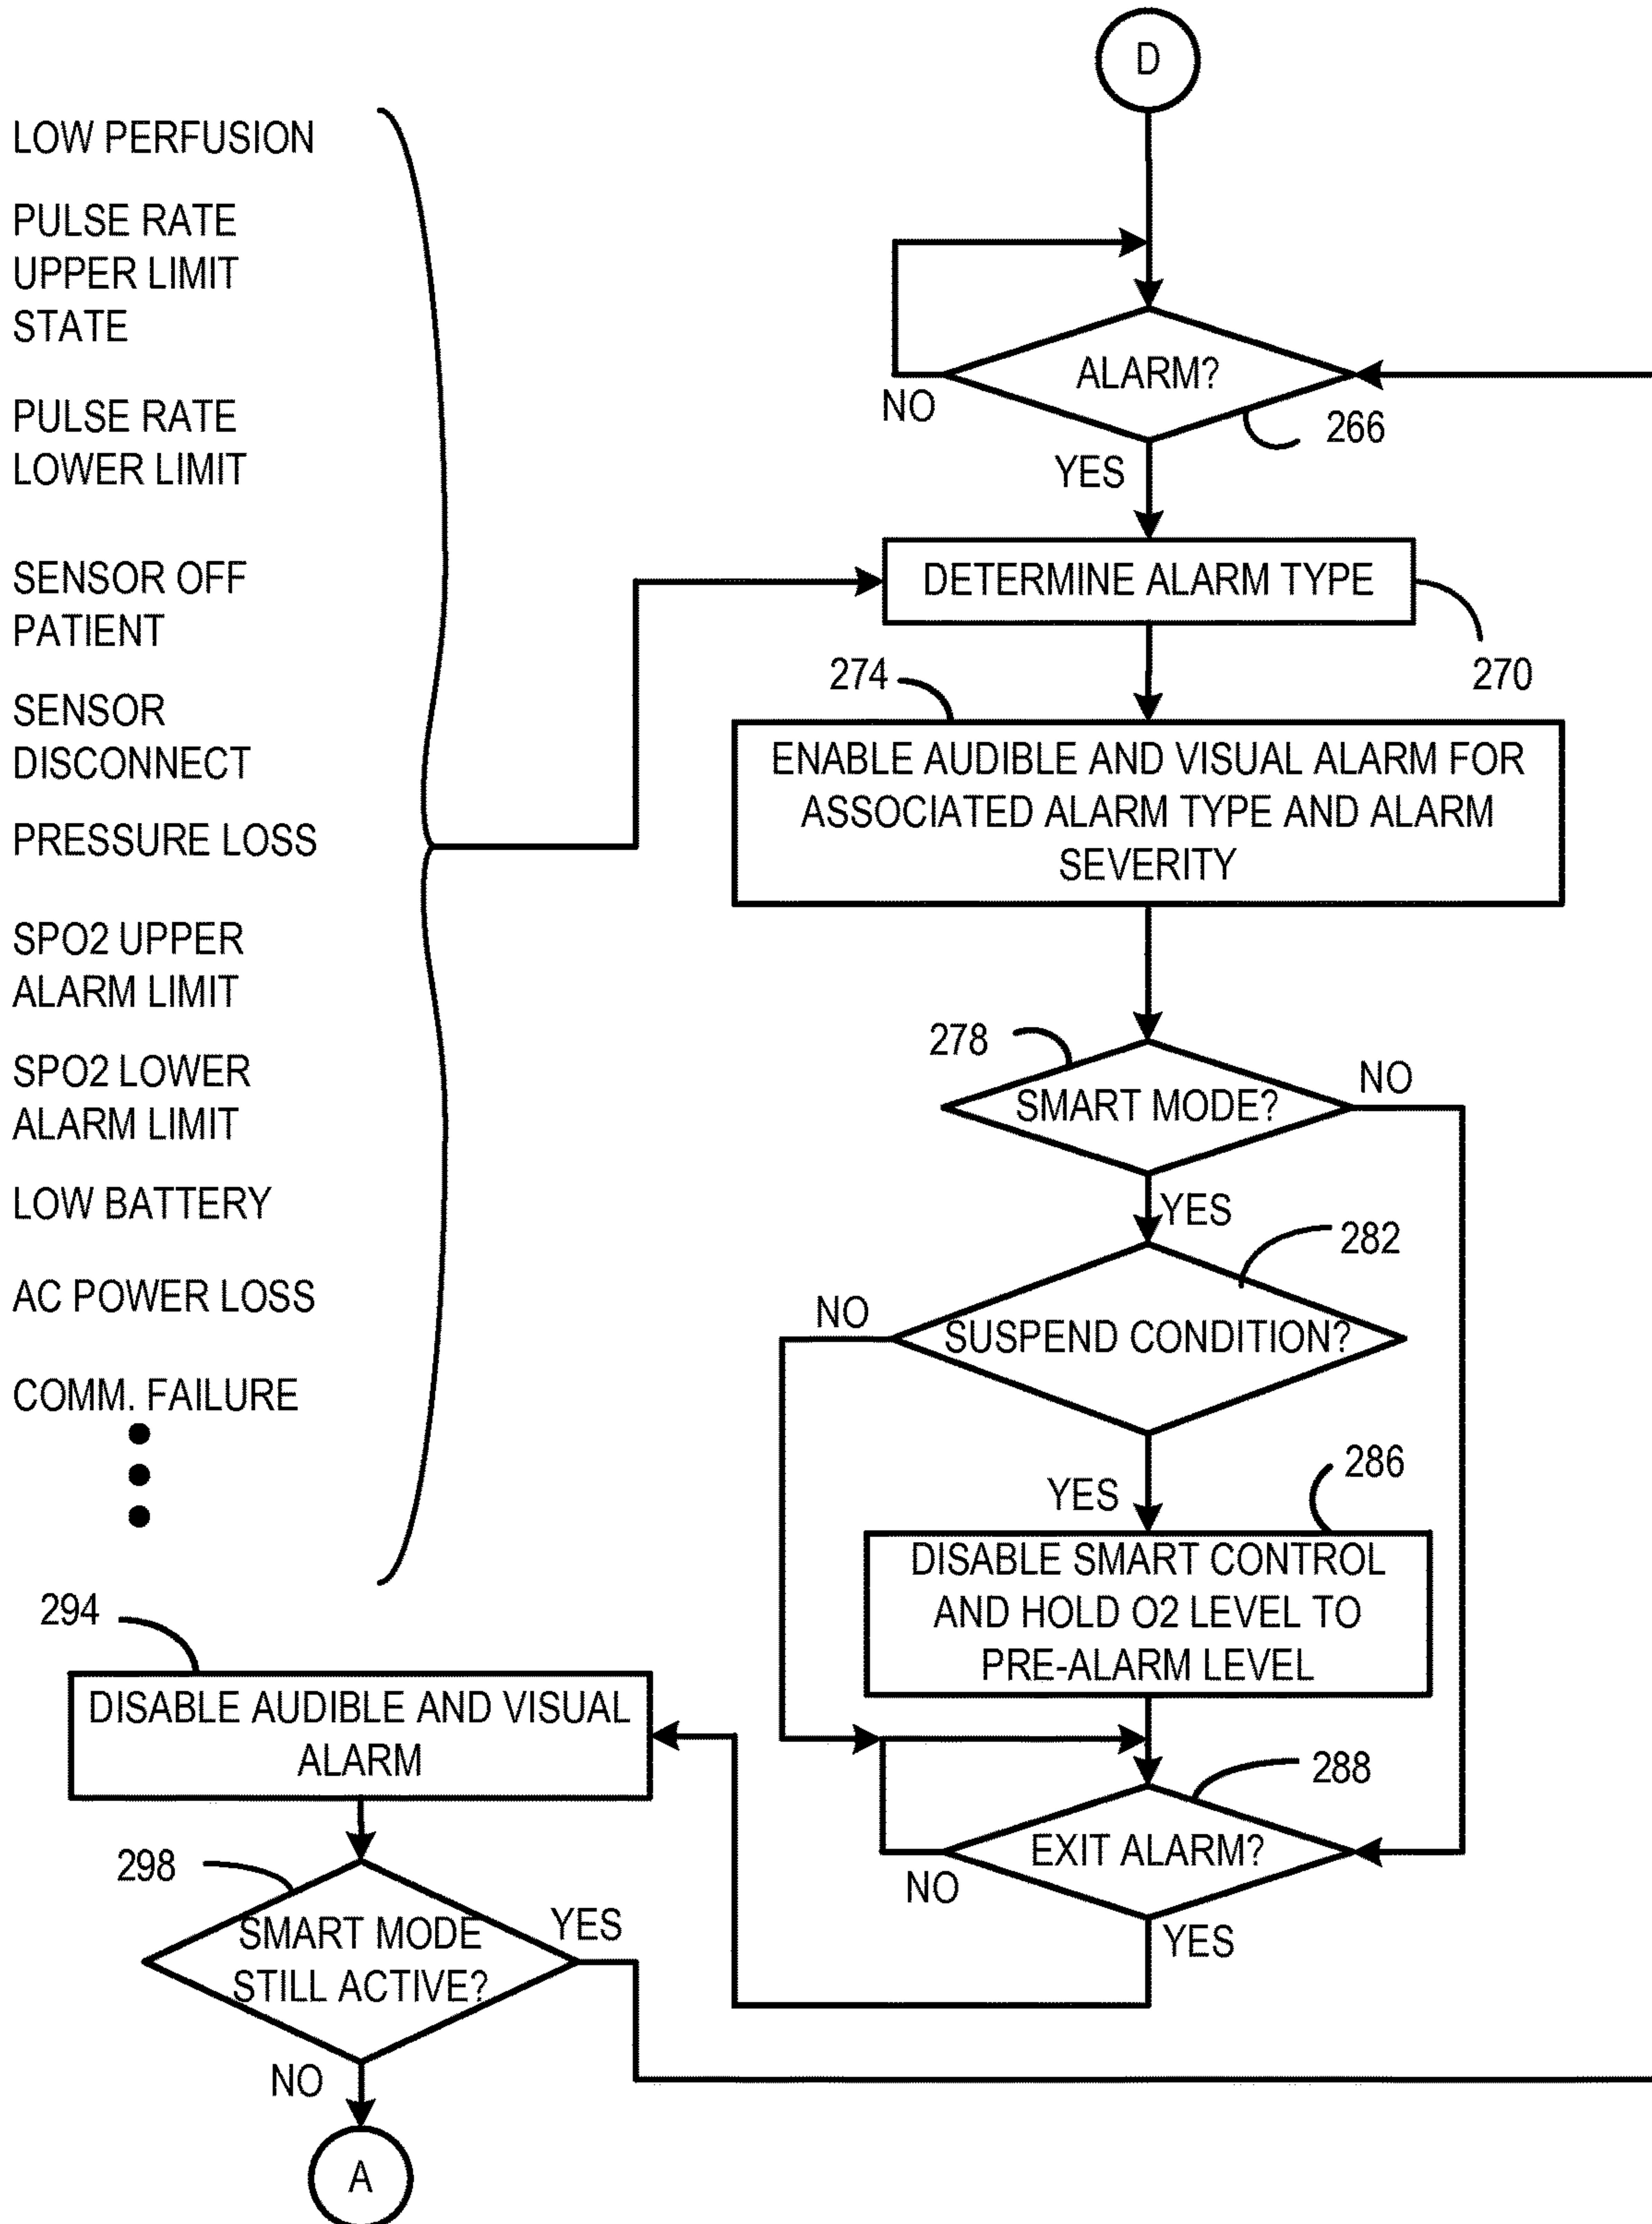 D
LOW PERFUSION
PULSE RATE
UPPER LIMIT
STATE
ALARM?
NO
266
PULSE RATE
LOWER LIMIT
YES
SENSOR OFF
PATIENT
DETERMINE ALARM TYPE
270
274
SENSOR
DISCONNECT
ENABLE AUDIBLE AND VISUAL ALARM FOR
ASSOCIATED ALARM TYPE AND ALARM
SEVERITY
PRESSURE LOSS
SPO2 UPPER
ALARM LIMIT
278
SMART MODE?
NO
SPO2 LOWER
ALARM LIMIT
YES
LOW BATTERY
282
AC POWER LOSS
NO
SUSPEND CONDITION?
COMM. FAILURE
YES
286
DISABLE SMART CONTROL
AND HOLD O2 LEVEL TO
PRE-ALARM LEVEL
294
DISABLE AUDIBLE AND VISUAL
ALARM
288
EXIT ALARM?
NO
YES
298
SMART MODE
STILL ACTIVE?
YES
NO
A